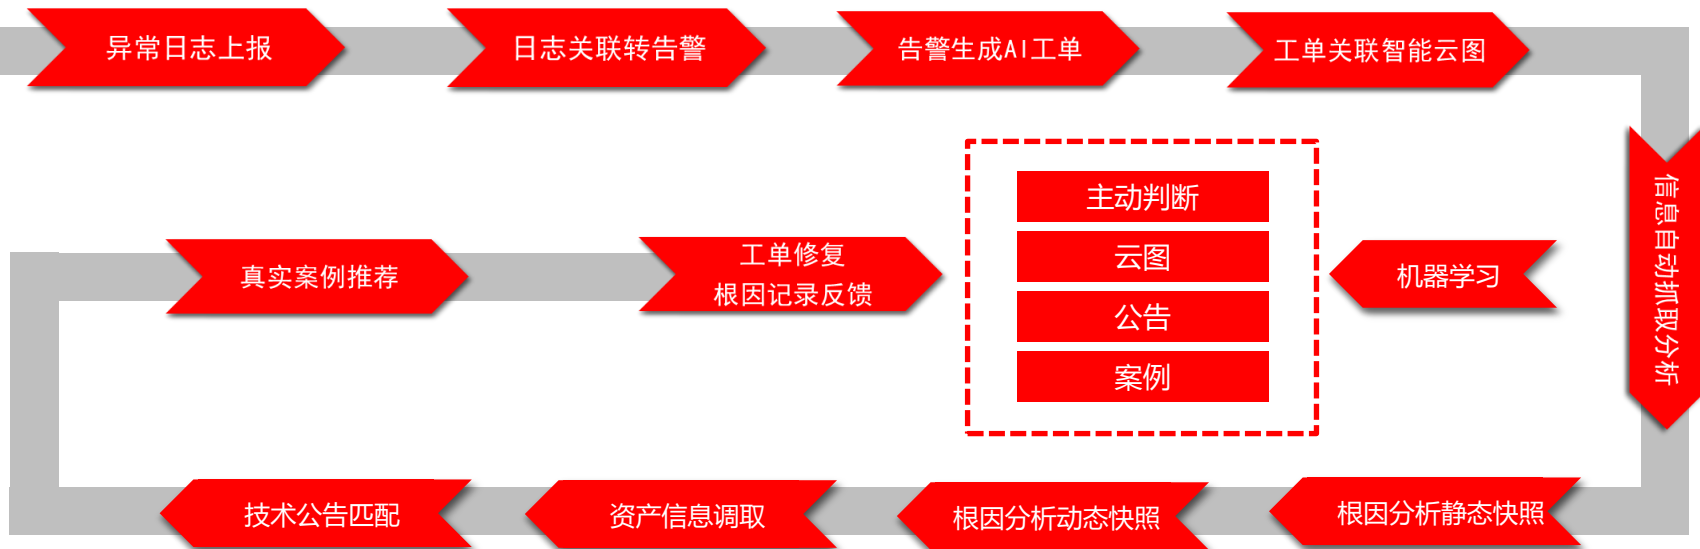 异常日志上报
日志关联转告警
告警生成AI工单
工单关联智能云图
信息自动抓取分析
主动判断
云图
公告
案例
机器学习
工单修复
根因记录反馈
真实案例推荐
技术公告匹配
资产信息调取
根因分析动态快照
根因分析静态快照